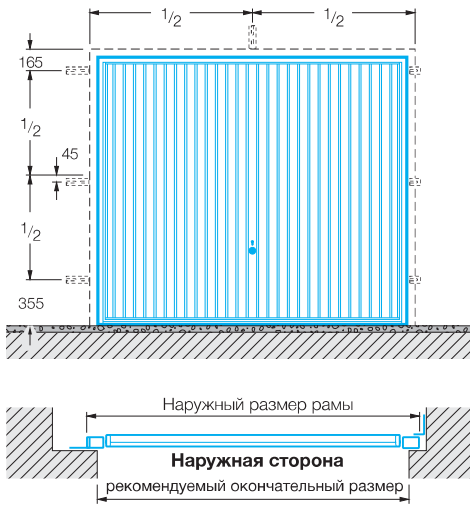 1/2 1/2
165
1/2
45
1/2
355
Наружный размер рамы
Наружная сторона
рекомендуемый окончательный размер